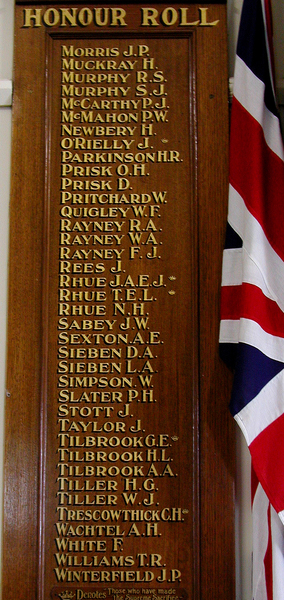 HONOUR ROLL
MORRIS J.P.
MUCKRAY H.
MURPHY R.S.
MURPHY S.J.
McCARTHY P.J.
McMAHON P.W.
NEWBERY H.
O'RIELLY J.
PARKINSON H.R.
PRISK O.H.
PRISK D.
PRITCHARD W.
QUIGLEY W.F.
RAYNEY R.A.
RAYNEY W.A.
RAYNEY F.J.
REES J.
RHUE J.A.E.J.
RHUE T.E.L.
RHUE N.H.
SABEY J.W.
SEXTON A.E.
SIEBEN D.A.
SIEBEN L.A.
SIMPSON. W.
SLATER P.H.
STOTT J.
TAYLOR J.
TILBROOK G.E.
TILBROOK H.L.
TILBROOK A.A.
TILLER H.G.
TILLER W.J.
TRESCOWTHICK C.H.
WACHTEL A.H.
WHITE F.
WILLIAMS T.R.
WINTERFIELD J.P.
Denotes Those who have made
the Supreme Sacrifice